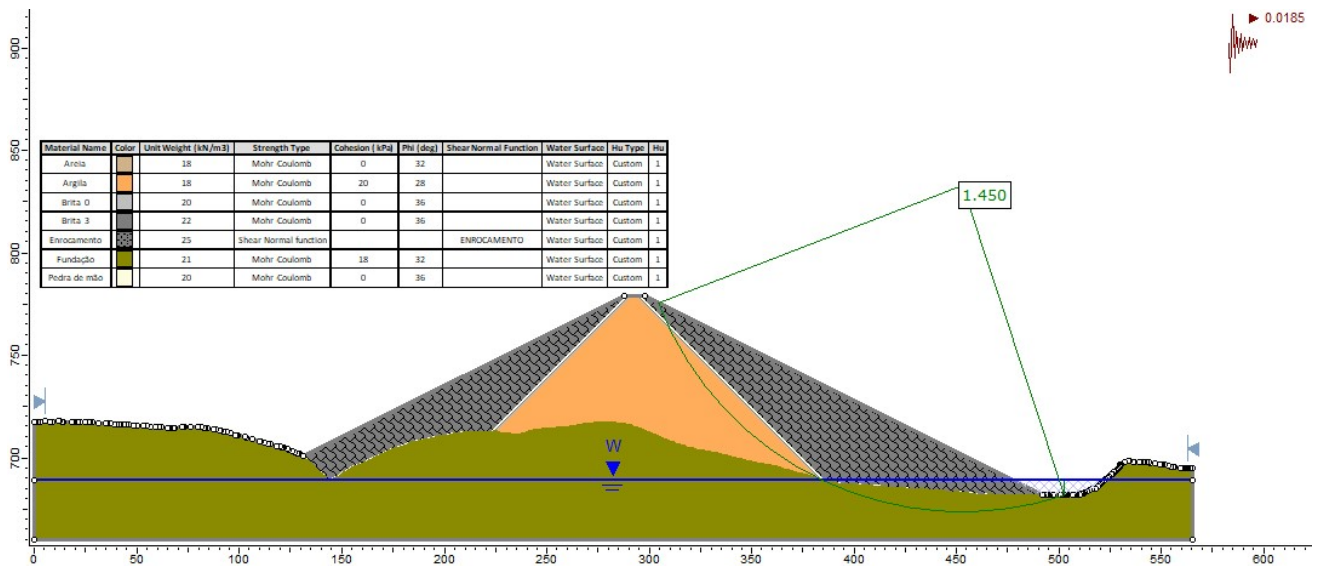 0.0185
900
850
800
750
700
Material Name Color Unit Weight (kN/m3) Strength Type Cohesion (kPa) Phi (deg) Shear Normal Function Water Surface Hu Type Hu
Areia 18 Mohr Coulomb 0 32 Water Surface Custom 1
Argila 18 Mohr Coulomb 20 28 Water Surface Custom 1
Brita 0 20 Mohr Coulomb 0 36 Water Surface Custom 1
Brita 3 22 Mohr Coulomb 0 36 Water Surface Custom 1
Enrocamento 25 Shear Normal function ENROCAMENTO Water Surface Custom 1
Fundação 21 Mohr Coulomb 18 32 Water Surface Custom 1
Pedra de mão 20 Mohr Coulomb 0 36 Water Surface Custom 1
1.450
W
0 50 100 150 200 250 300 350 400 450 500 550 600